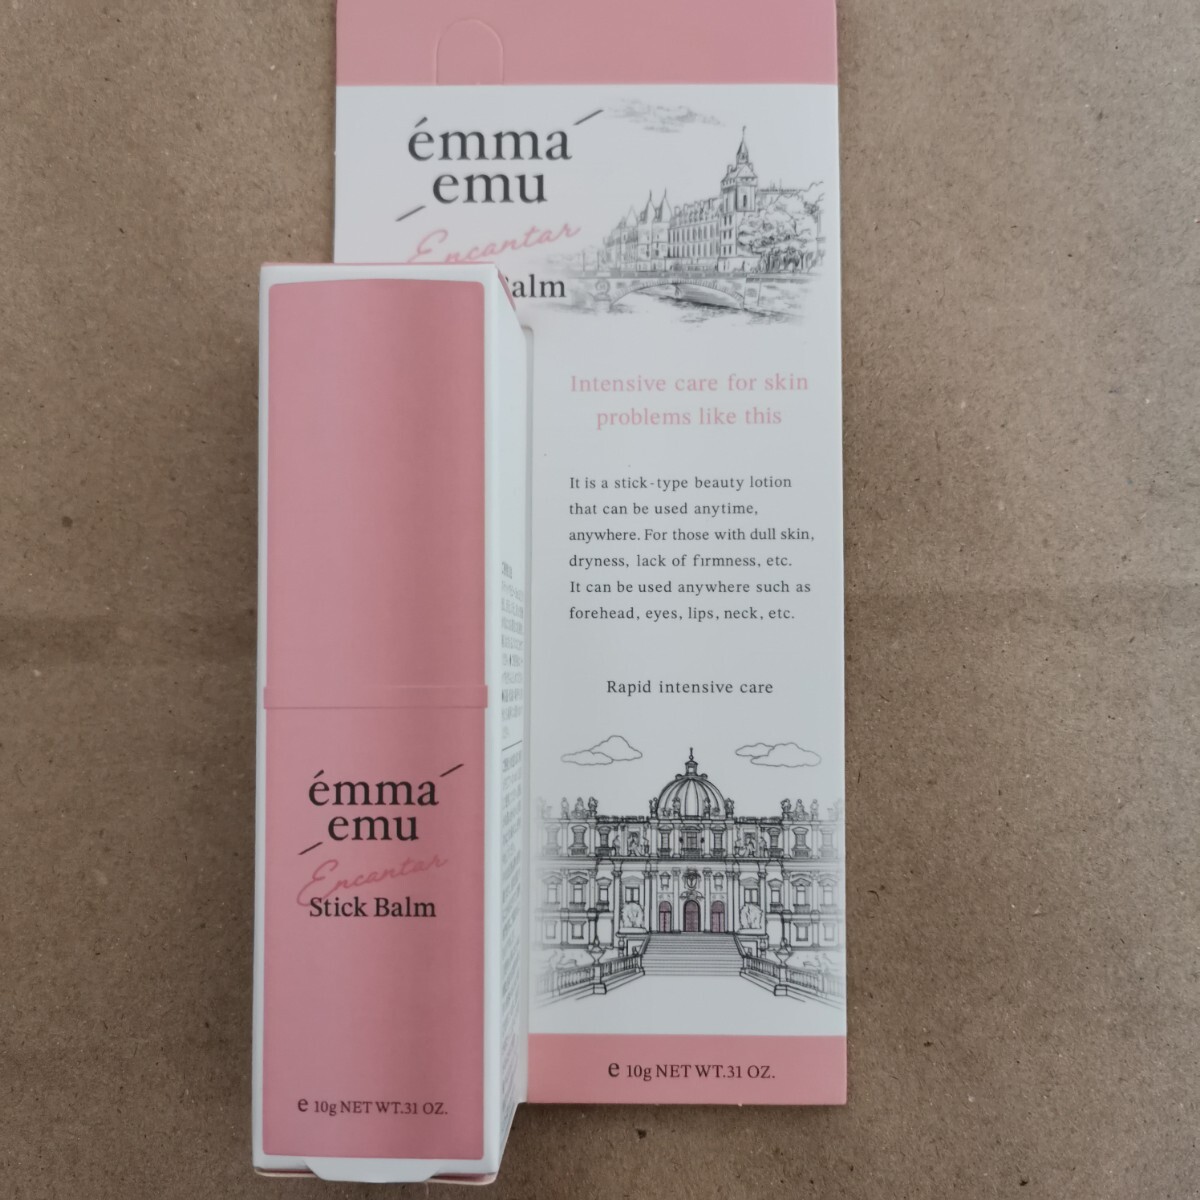 émma
emu
Encantar
Balm
Intensive care for skin
problems like this
It is a stick-type beauty lotion
that can be used anytime,
anywhere. For those with dull skin,
dryness, lack of firmness, etc.
It can be used anywhere such as
forehead, eyes, lips, neck, etc.
Rapid intensive care
e 10g NET WT.31 OZ.
émma
emu
Encantar
Stick Balm
e 10g NET WT.31 OZ.